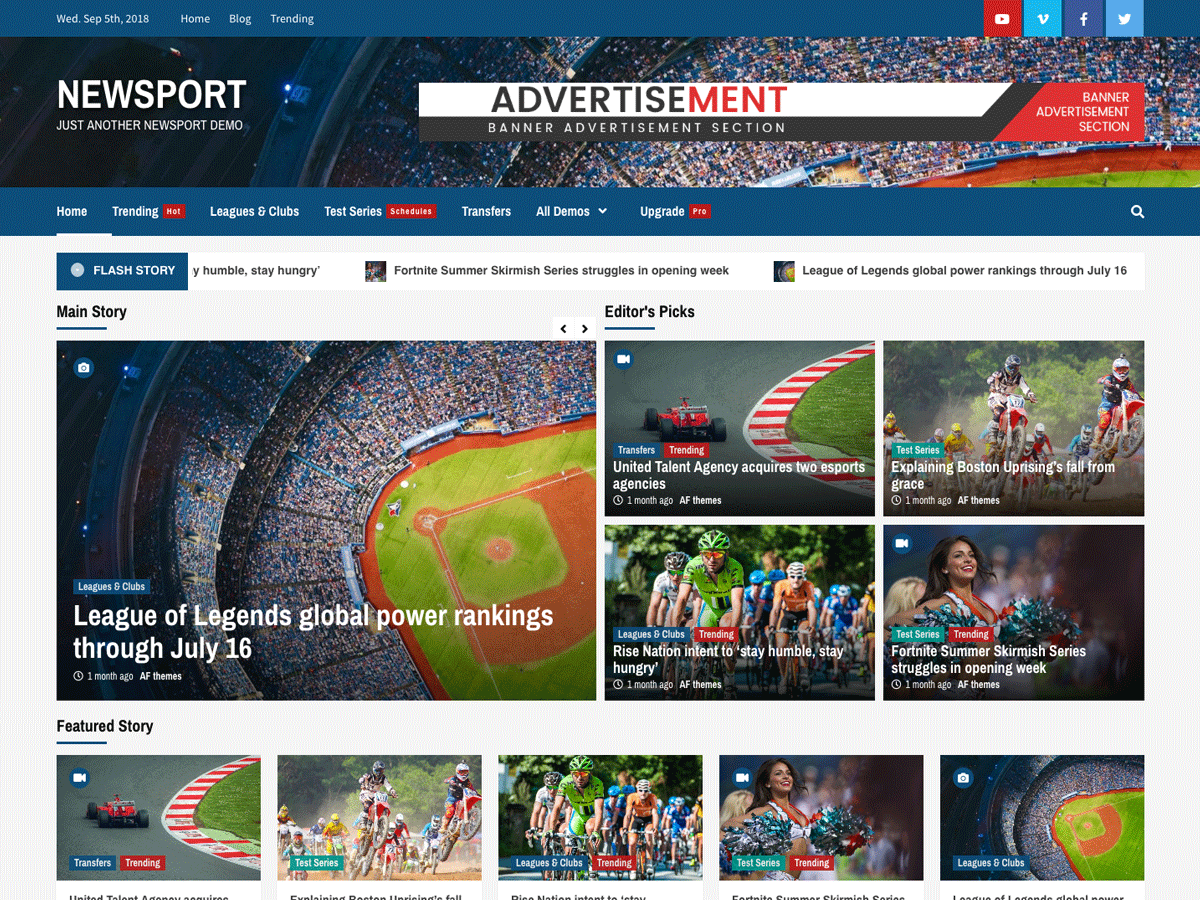 Wed. Sep 5th, 2018 Home Blog Trending
NEWSPORT
JUST ANOTHER NEWSPORT DEMO
ADVERTISEMENT
BANNER ADVERTISEMENT SECTION
BANNER
ADVERTISEMENT
SECTION
Home Trending Hot Leagues & Clubs Test Series Schedules Transfers All Demos Upgrade Pro
FLASH STORY y humble, stay hungry’ Fortnite Summer Skirmish Series struggles in opening week League of Legends global power rankings through July 16
Main Story
Leagues & Clubs
League of Legends global power rankings
through July 16
1 month ago AF themes
Editor's Picks
Transfers Trending
United Talent Agency acquires two esports
agencies
1 month ago AF themes
Test Series
Explaining Boston Uprising’s fall from
grace
1 month ago AF themes
Leagues & Clubs Trending
Rise Nation intent to ‘stay humble, stay
hungry’
1 month ago AF themes
Test Series Trending
Fortnite Summer Skirmish Series
struggles in opening week
1 month ago AF themes
Featured Story
Transfers Trending
United Talent Agency acquires
Test Series
Explaining Boston Uprising’s fall
Leagues & Clubs Trending
Rise Nation intent to ‘stay
Test Series Trending
Fortnite Summer Skirmish Series
Leagues & Clubs
League of Legends global power